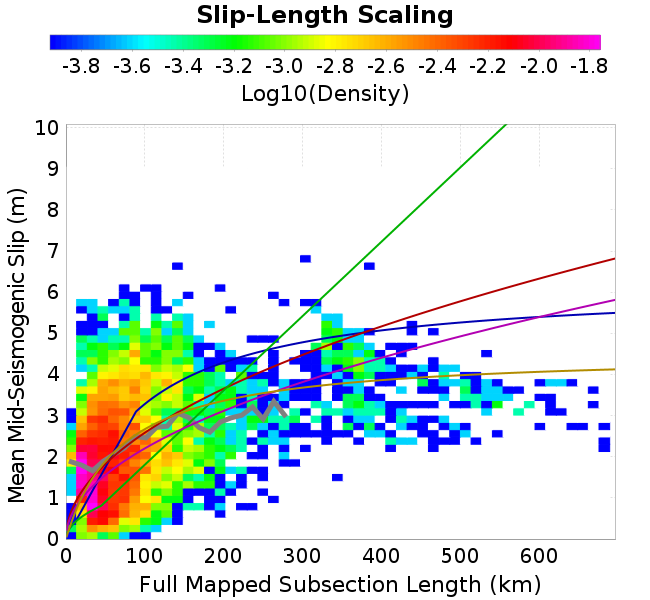 Slip-Length Scaling
-3.8 -3.6 -3.4 -3.2 -3.0 -2.8 -2.6 -2.4 -2.2 -2.0 -1.8
Log10(Density)
10
9
8
7
6
5
4
3
2
1
0
Mean Mid-Seismogenic Slip (m)
0 100 200 300 400 500 600
Full Mapped Subsection Length (km)